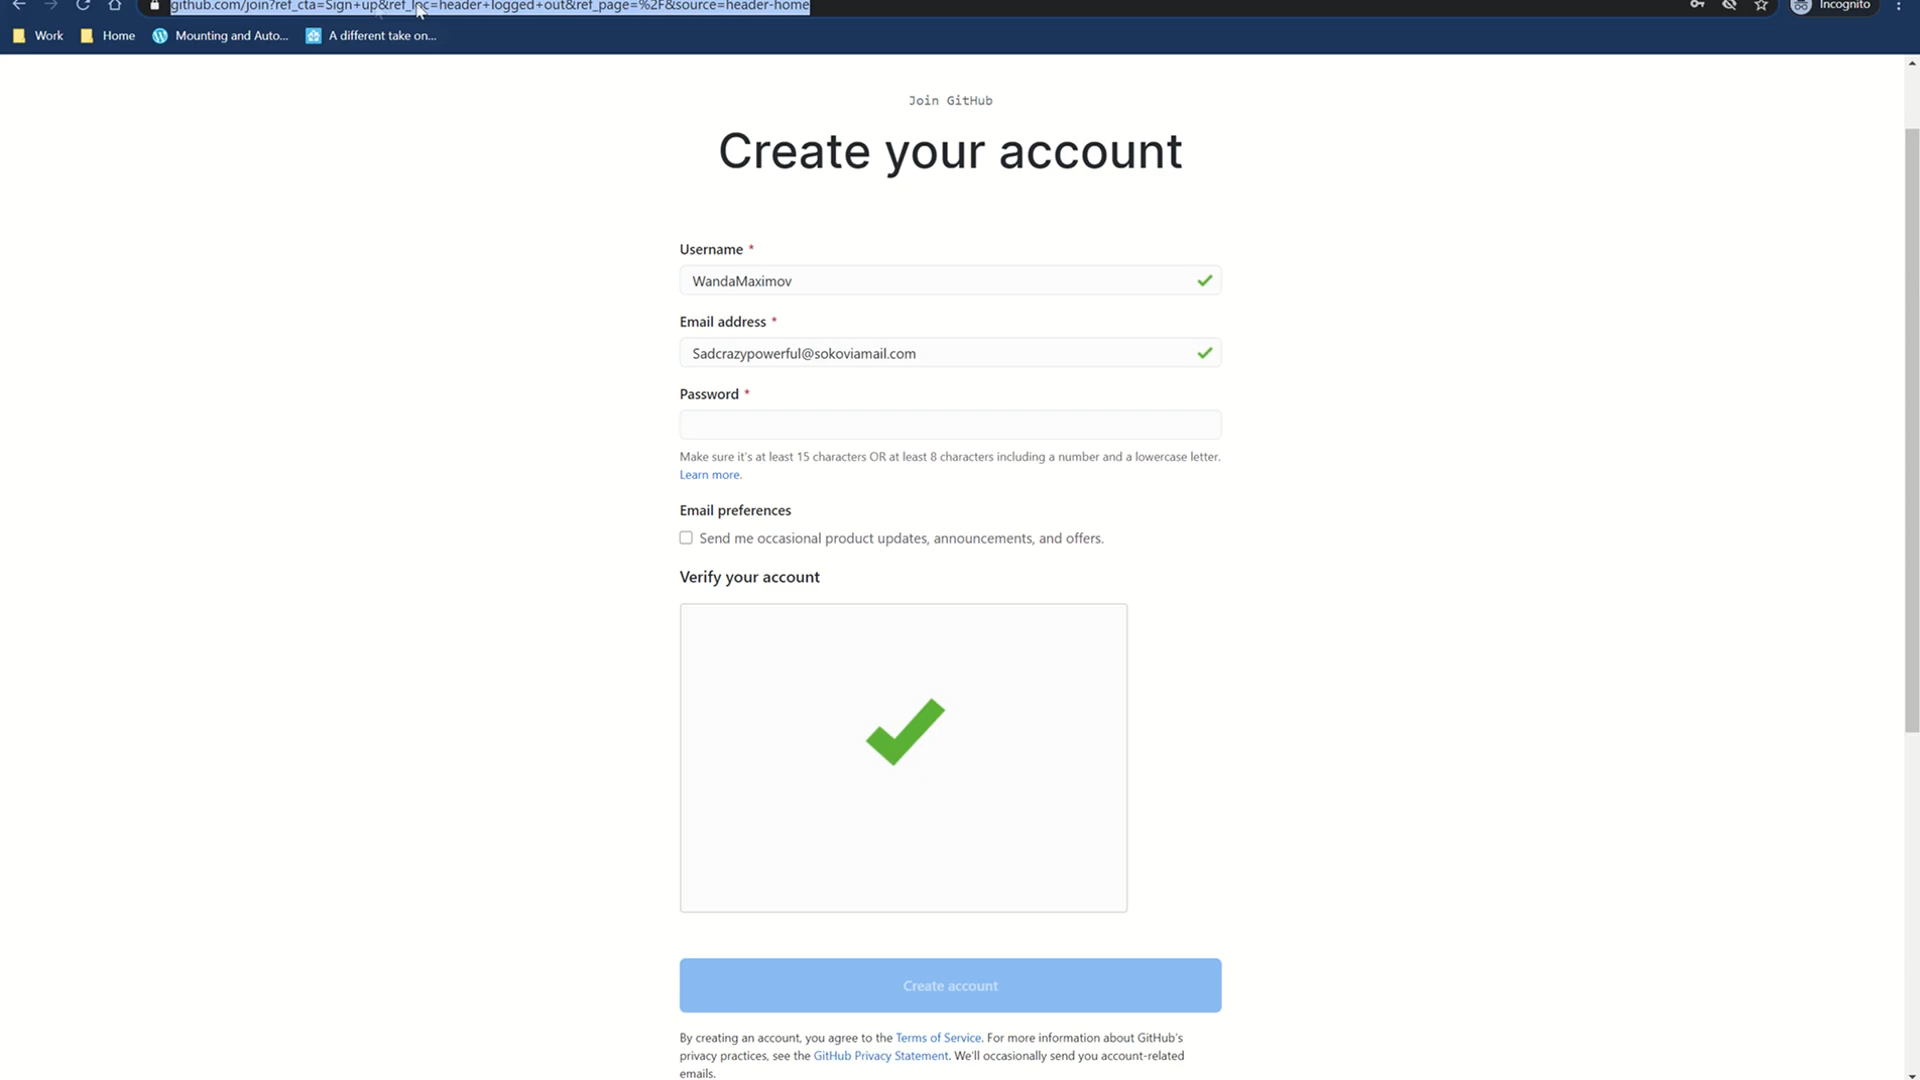 github.com/join?ref_cta=Sign+up&ref_loc=header+logged+out&ref_page=%2F&source=header-home
Incognito
Work
Home
Mounting and Auto...
A different take on...
Join GitHub
Create your account
Username *
WandaMaximov
Email address *
Sadcrazypowerful@sokoviamail.com
Password *
Make sure it's at least 15 characters OR at least 8 characters including a number and a lowercase letter.
Learn more.
Email preferences
Send me occasional product updates, announcements, and offers.
Verify your account
Create account
By creating an account, you agree to the Terms of Service. For more information about GitHub's
privacy practices, see the GitHub Privacy Statement. We'll occasionally send you account-related
emails.